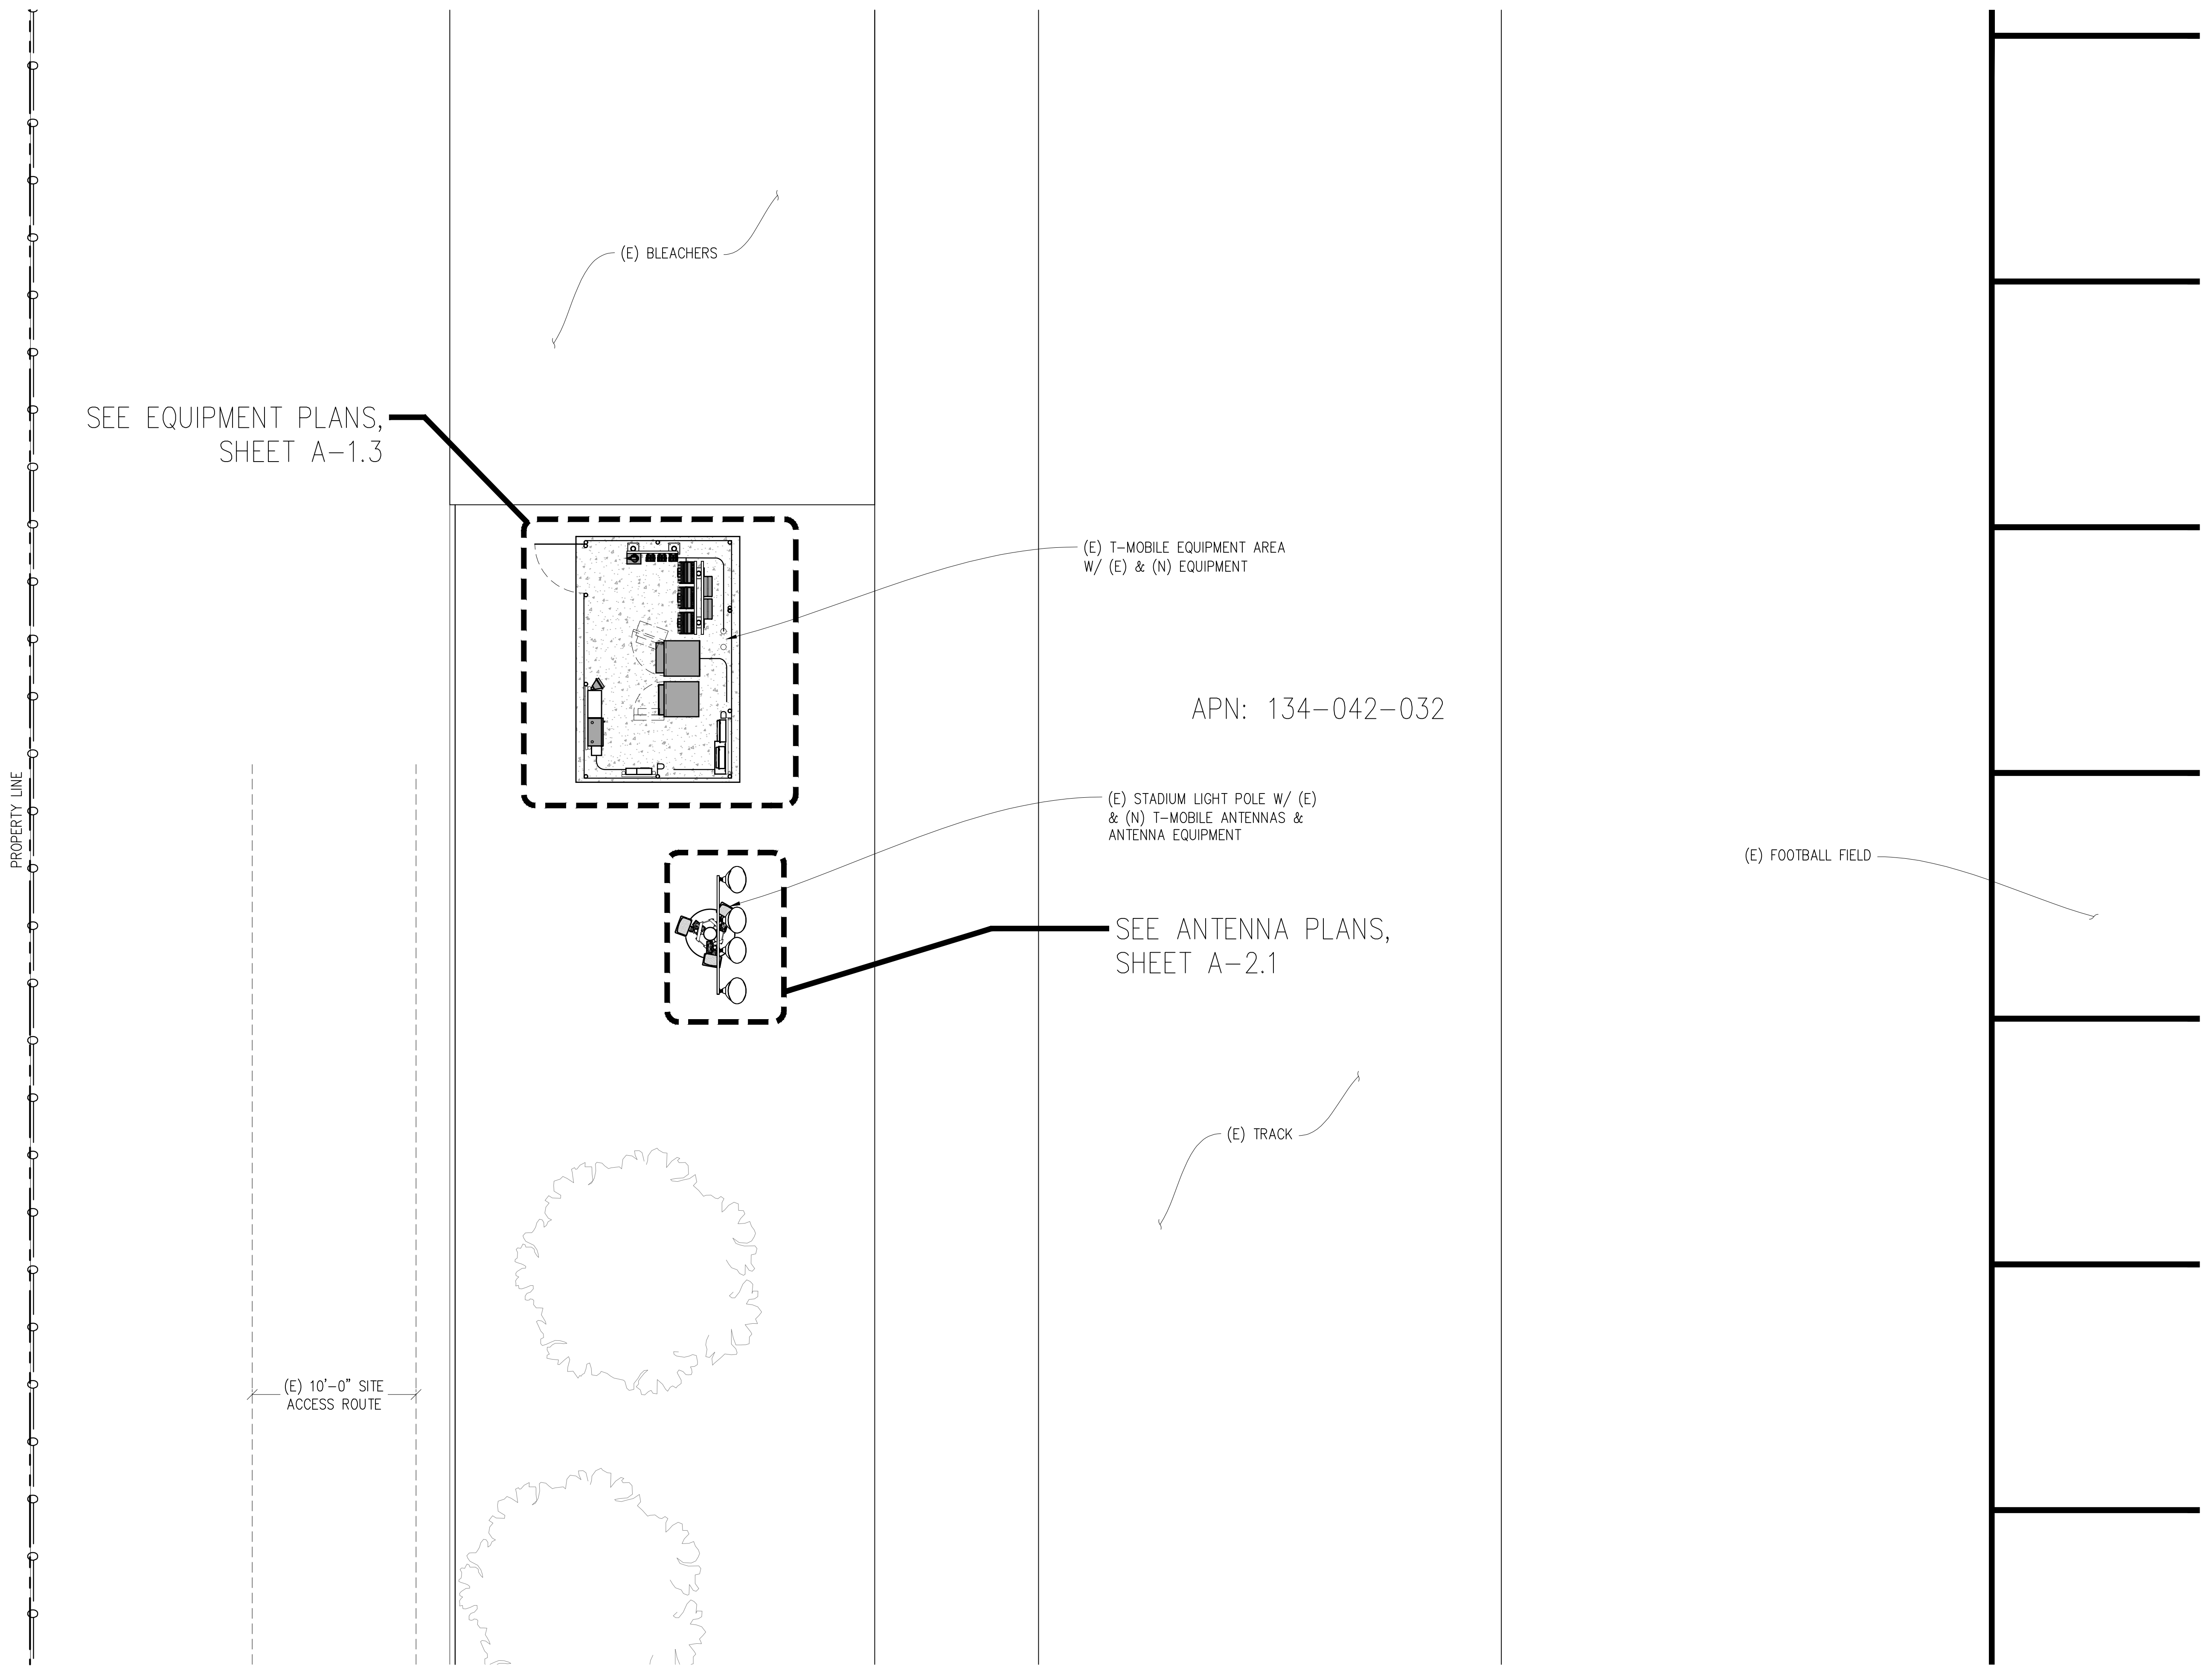 (E) BLEACHERS
SEE EQUIPMENT PLANS,
SHEET A-1.3
(E) T-MOBILE EQUIPMENT AREA
W/ (E) & (N) EQUIPMENT
APN: 134-042-032
PROPERTY LINE
(E) STADIUM LIGHT POLE W/ (E)
& (N) T-MOBILE ANTENNAS &
ANTENNA EQUIPMENT
(E) FOOTBALL FIELD
SEE ANTENNA PLANS,
SHEET A-2.1
(E) TRACK
(E) 10'-0" SITE
ACCESS ROUTE